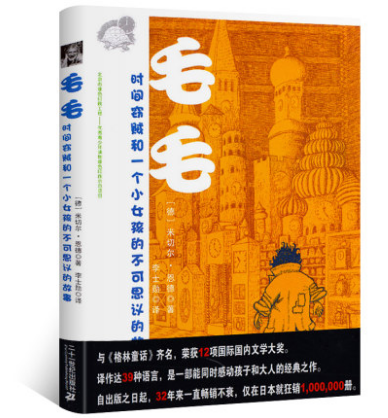 毛毛
时间窃贼和一个小女孩的不可思议的故事
［德］米切尔·恩德◎著
李士勋◎译
二十一世纪出版社
毛毛
时间窃贼和一个小女孩的不可思议的故
［德］米切尔·恩德◎著
李士勋◎译
与《格林童话》齐名，荣获12项国际国内文学大奖。
译作达39种语言，是一部能同时感动孩子和大人的经典之作。
自出版之日起，32年来一直畅销不衰，仅在日本就狂销1,000,000册。